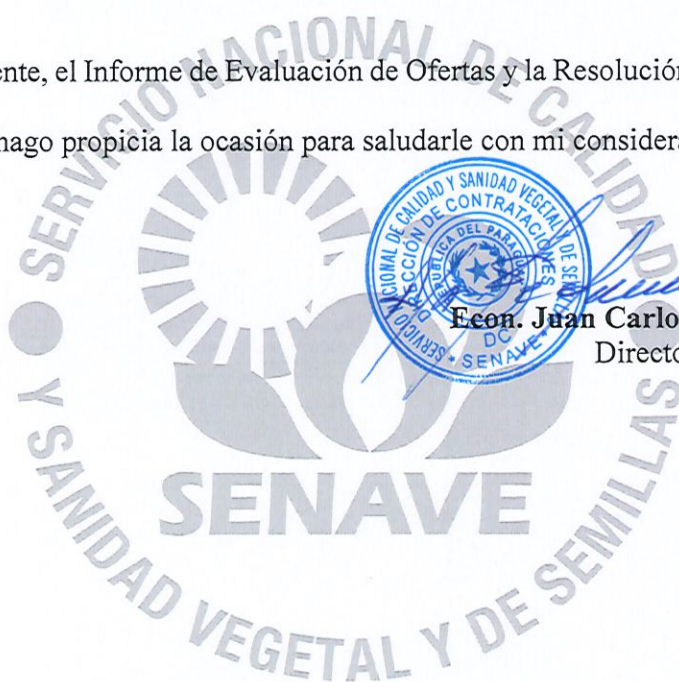 ente, el Informe de Evaluación de Ofertas y la Resolución
hago propicia la ocasión para saludarle con mi considera
Econ. Juan Carlo
Directo
SERVICIO NACIONAL DE CALIDAD Y SANIDAD VEGETAL Y DE SEMILLAS
DIRECCIÓN DE CONTRATACIONES
REPUBLICA DEL PARAGUAY
DC
* SENAVE *
SERVICIO NACIONAL DE CALIDAD
Y SANIDAD VEGETAL Y DE SEMILLAS
SENAVE